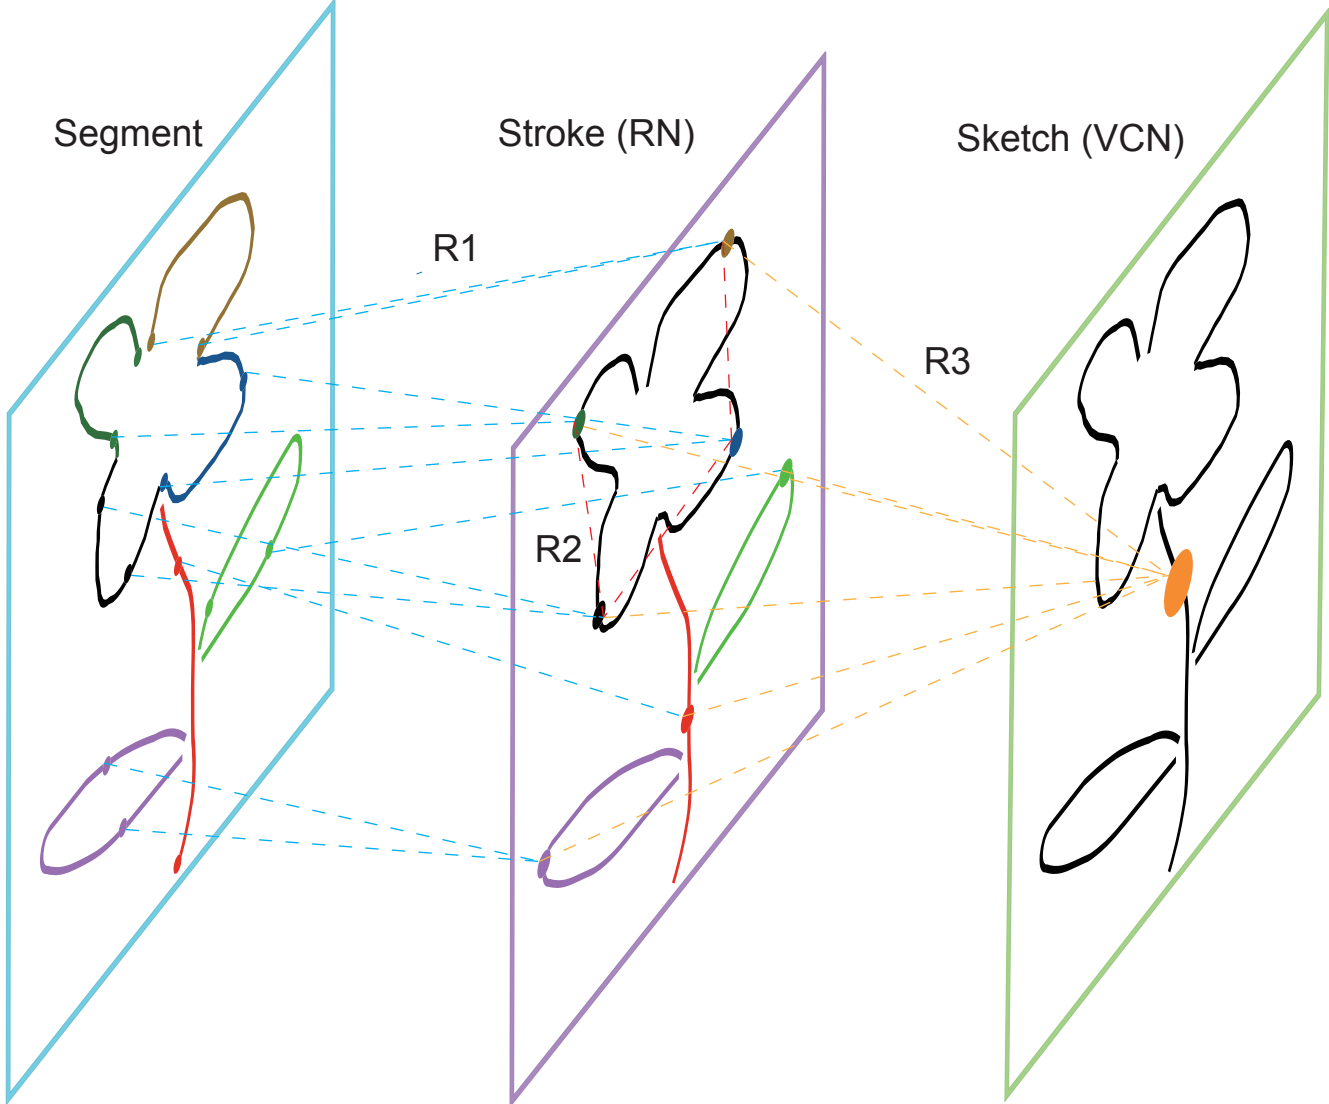 Segment
Stroke (RN)
Sketch (VCN)
R1
R3
R2